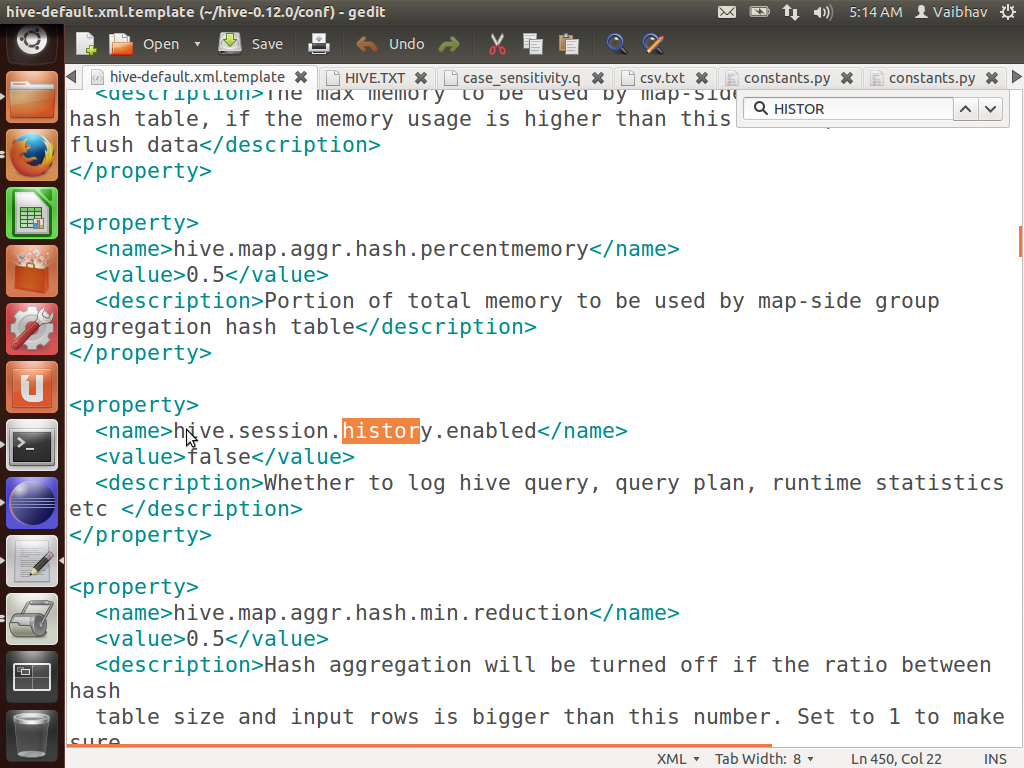 hive-default.xml.template (~/hive-0.12.0/conf) - gedit
5:14 AM Vaibhav
Open Save Undo
hive-default.xml.template HIVE.TXT case_sensitivity.q csv.txt constants.py constants.py
HISTOR
<description>The max memory to be used by map-side
hash table, if the memory usage is higher than this
flush data</description>
</property>
<property>
<name>hive.map.aggr.hash.percentmemory</name>
<value>0.5</value>
<description>Portion of total memory to be used by map-side group
aggregation hash table</description>
</property>
<property>
<name>hive.session.history.enabled</name>
<value>false</value>
<description>Whether to log hive query, query plan, runtime statistics
etc </description>
</property>
<property>
<name>hive.map.aggr.hash.min.reduction</name>
<value>0.5</value>
<description>Hash aggregation will be turned off if the ratio between
hash
table size and input rows is bigger than this number. Set to 1 to make
sure
XML Tab Width: 8 Ln 450, Col 22 INS